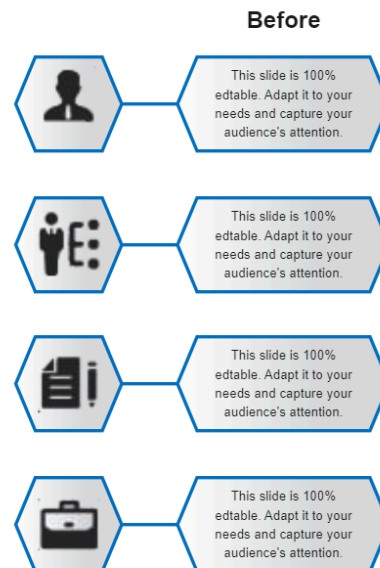 Before
This slide is 100%
edtable. Adapt it to your
needs and capture your
audience's attention.
This slide is 100%
edtable. Adapt it to your
needs and capture your
audience's attention.
This slide is 100%
edtable. Adapt it to your
needs and capture your
audience's attention.
This slide is 100%
edtable. Adapt it to your
needs and capture your
audience's attention.